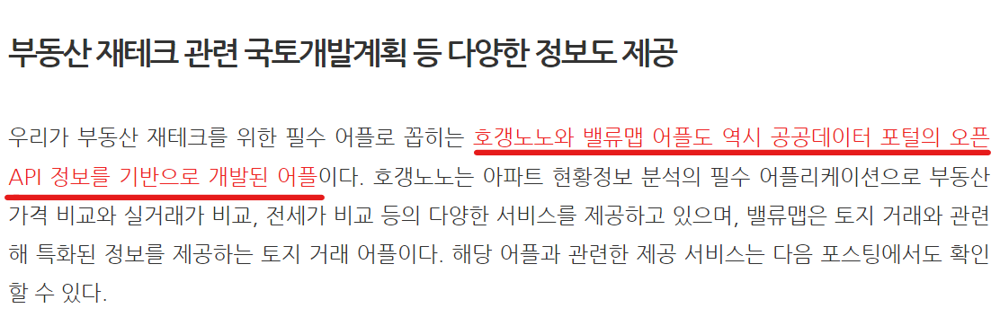 부동산 재테크 관련 국토개발계획 등 다양한 정보도 제공
우리가 부동산 재테크를 위한 필수 어플로 꼽히는 호갱노노와 밸류맵 어플도 역시 공공데이터 포털의 오픈
API 정보를 기반으로 개발된 어플이다. 호갱노노는 아파트 현황정보 분석의 필수 어플리케이션으로 부동산
가격 비교와 실거래가 비교, 전세가 비교 등의 다양한 서비스를 제공하고 있으며, 밸류맵은 토지 거래와 관련
해 특화된 정보를 제공하는 토지 거래 어플이다. 해당 어플과 관련한 제공 서비스는 다음 포스팅에서도 확인
할 수 있다.